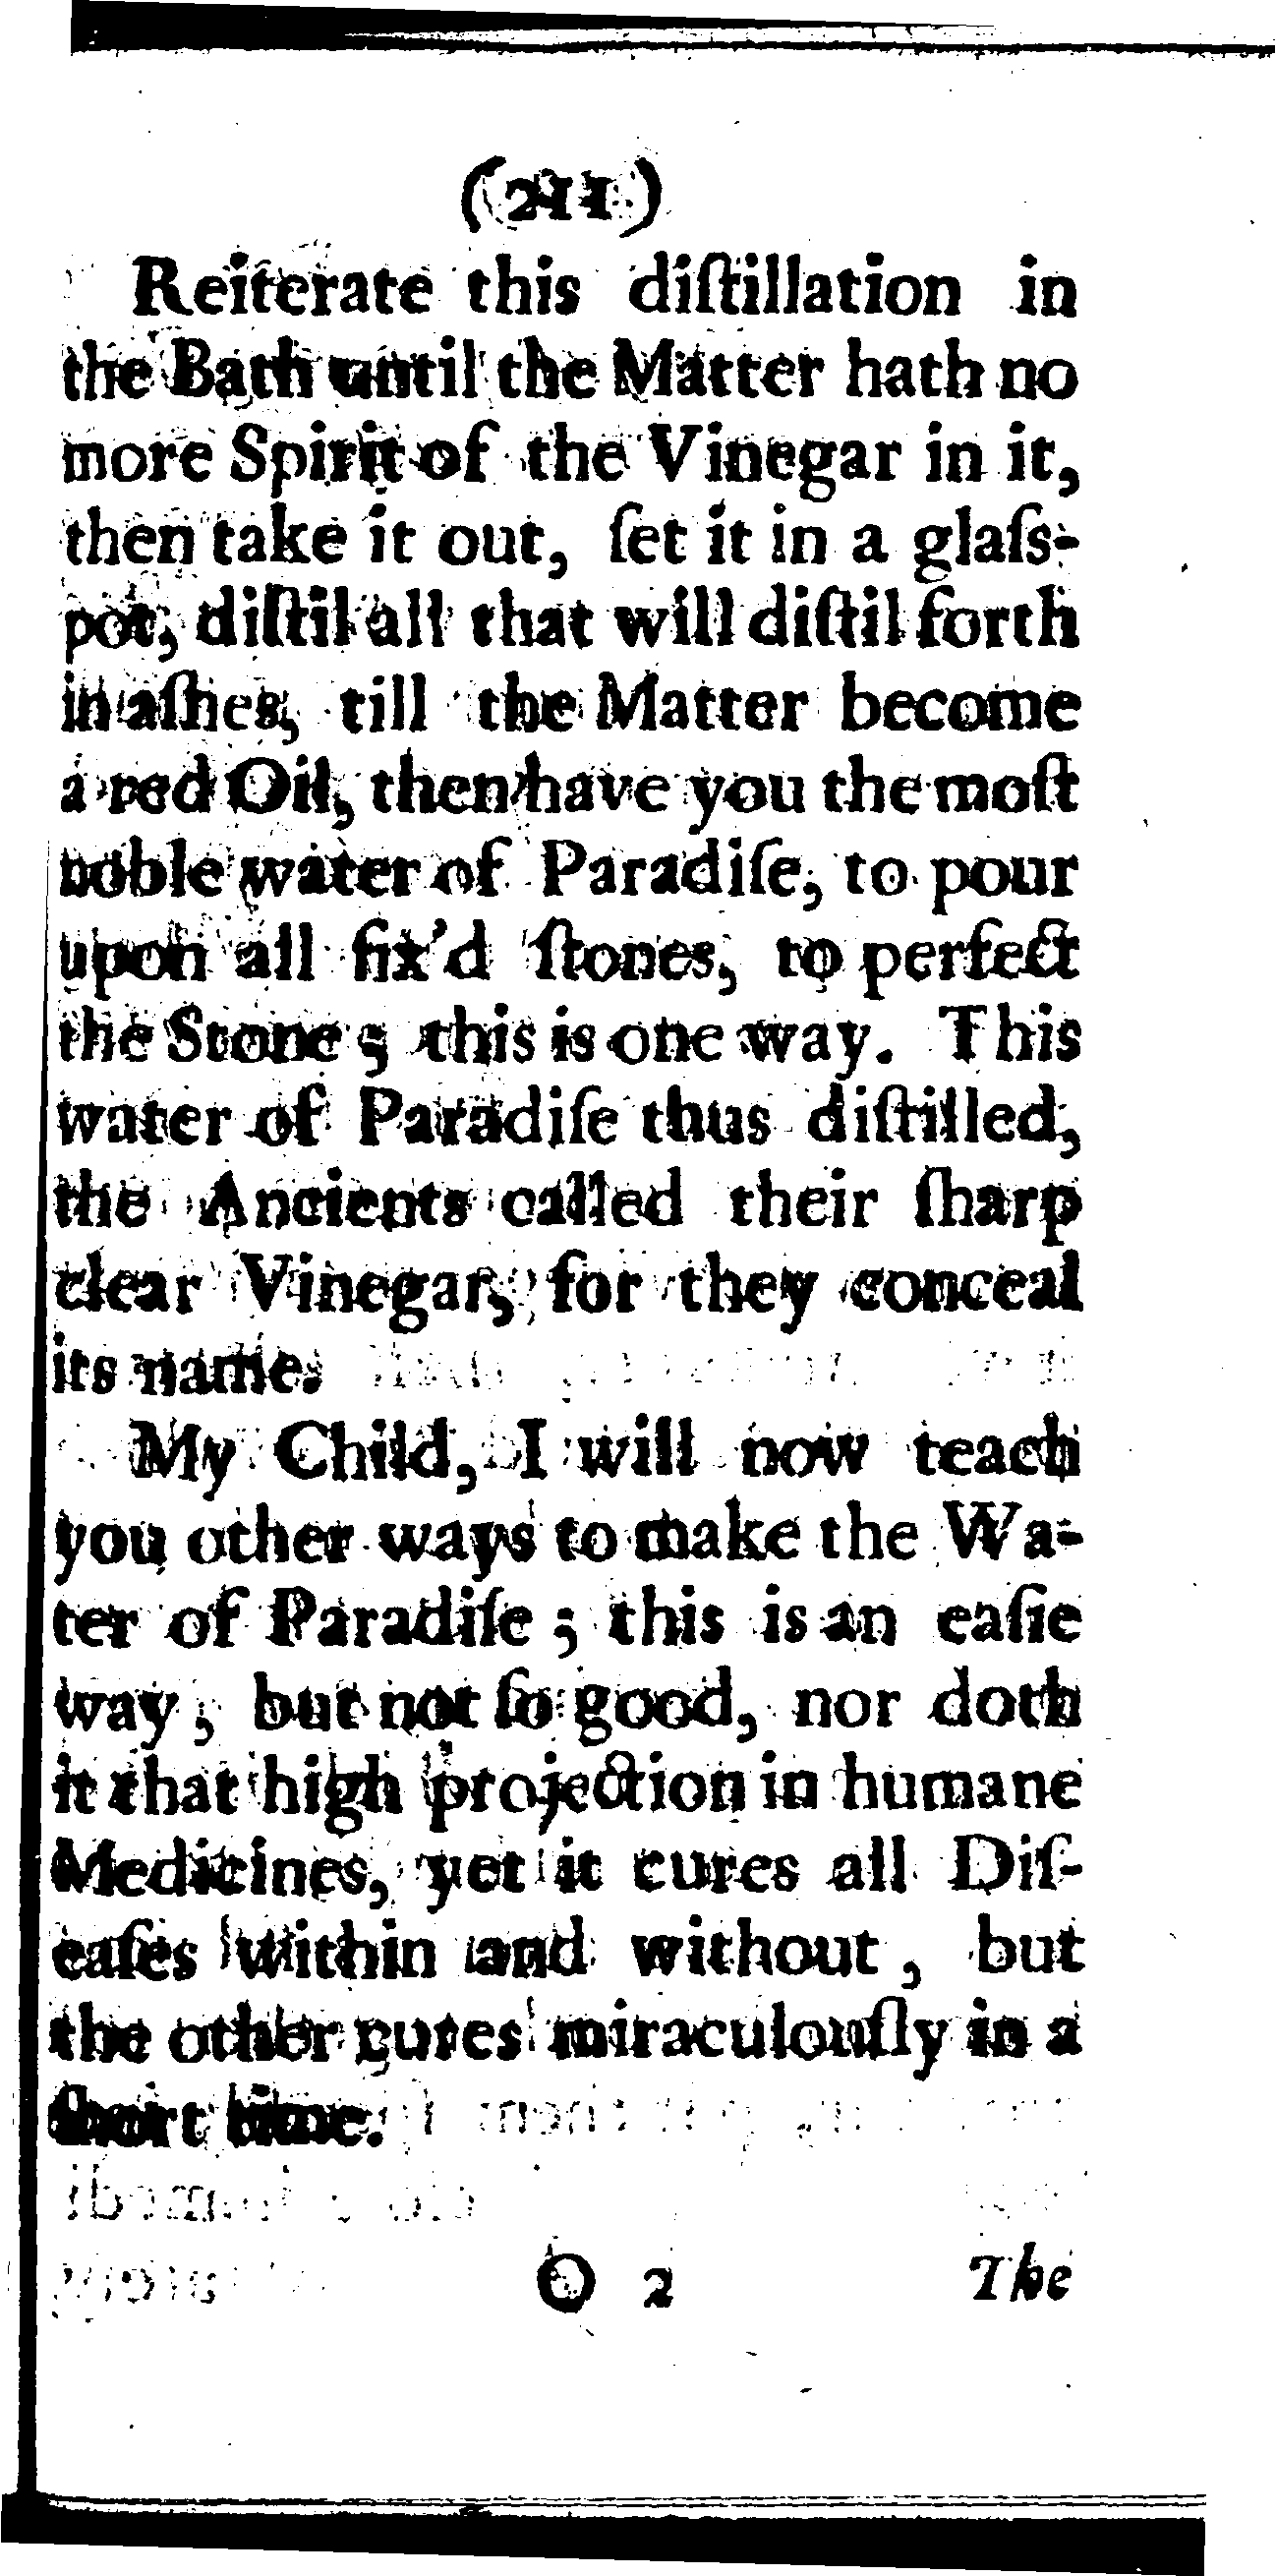 (211)
Reiterate this diſtillation in
the Bath until the Matter hath no
more Spirit of the Vinegar in it,
then take it out, ſet it in a glaſs-
pot, diſtil all that will diſtil forth
in aſhes, till the Matter become
a red Oil, then have you the moſt
noble water of Paradiſe, to pour
upon all fix'd ſtones, to perfect
the Stone; this is one way. This
water of Paradiſe thus diſtilled,
the Ancients called their ſharp
clear Vinegar, for they conceal
its name.
My Child, I will now teach
you other ways to make the Wa-
ter of Paradiſe; this is an eaſie
way, but not ſo good, nor doth
it that high projection in humane
Medicines, yet it cures all Diſ-
eaſes within and without, but
the other cures miraculouſly in a
ſhort time.
O 2 The